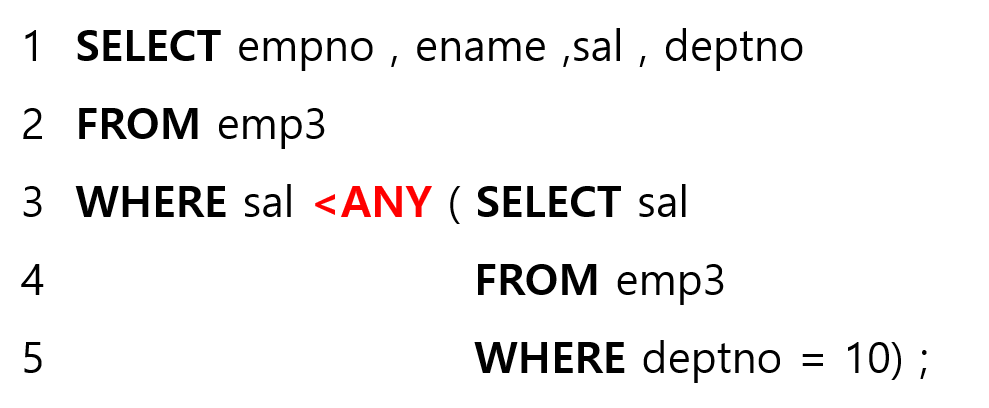 1 SELECT empno , ename ,sal , deptno
2 FROM emp3
3 WHERE sal <ANY ( SELECT sal
4 FROM emp3
5 WHERE deptno = 10) ;